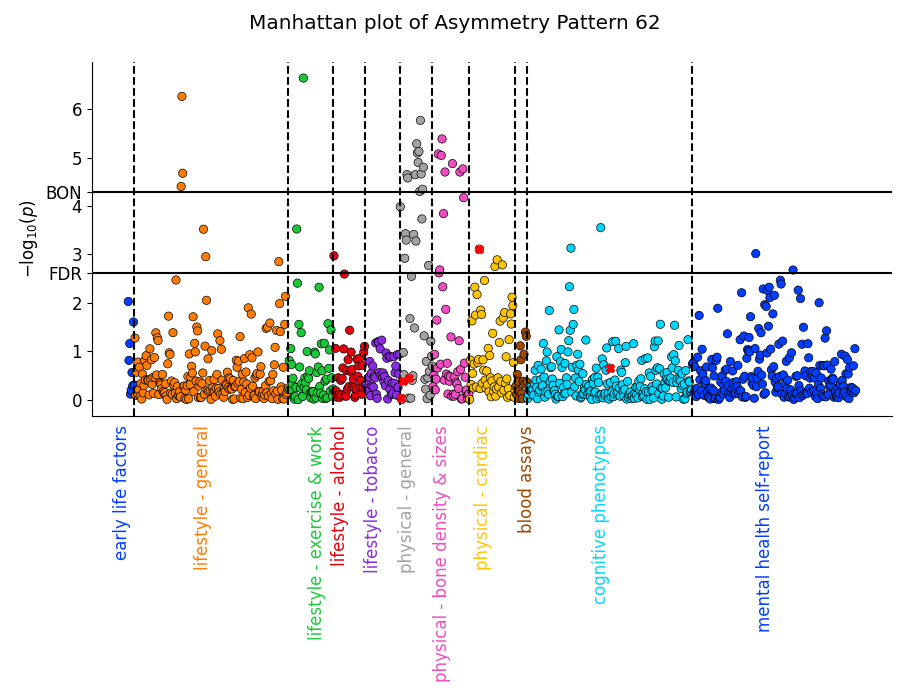 Manhattan plot of Asymmetry Pattern 62
−log₁₀(p)
6
5
BON
4
3
FDR
2
1
0
early life factors
lifestyle - general
lifestyle - exercise & work
lifestyle - alcohol
lifestyle - tobacco
physical - general
physical - bone density & sizes
physical - cardiac
blood assays
cognitive phenotypes
mental health self-report